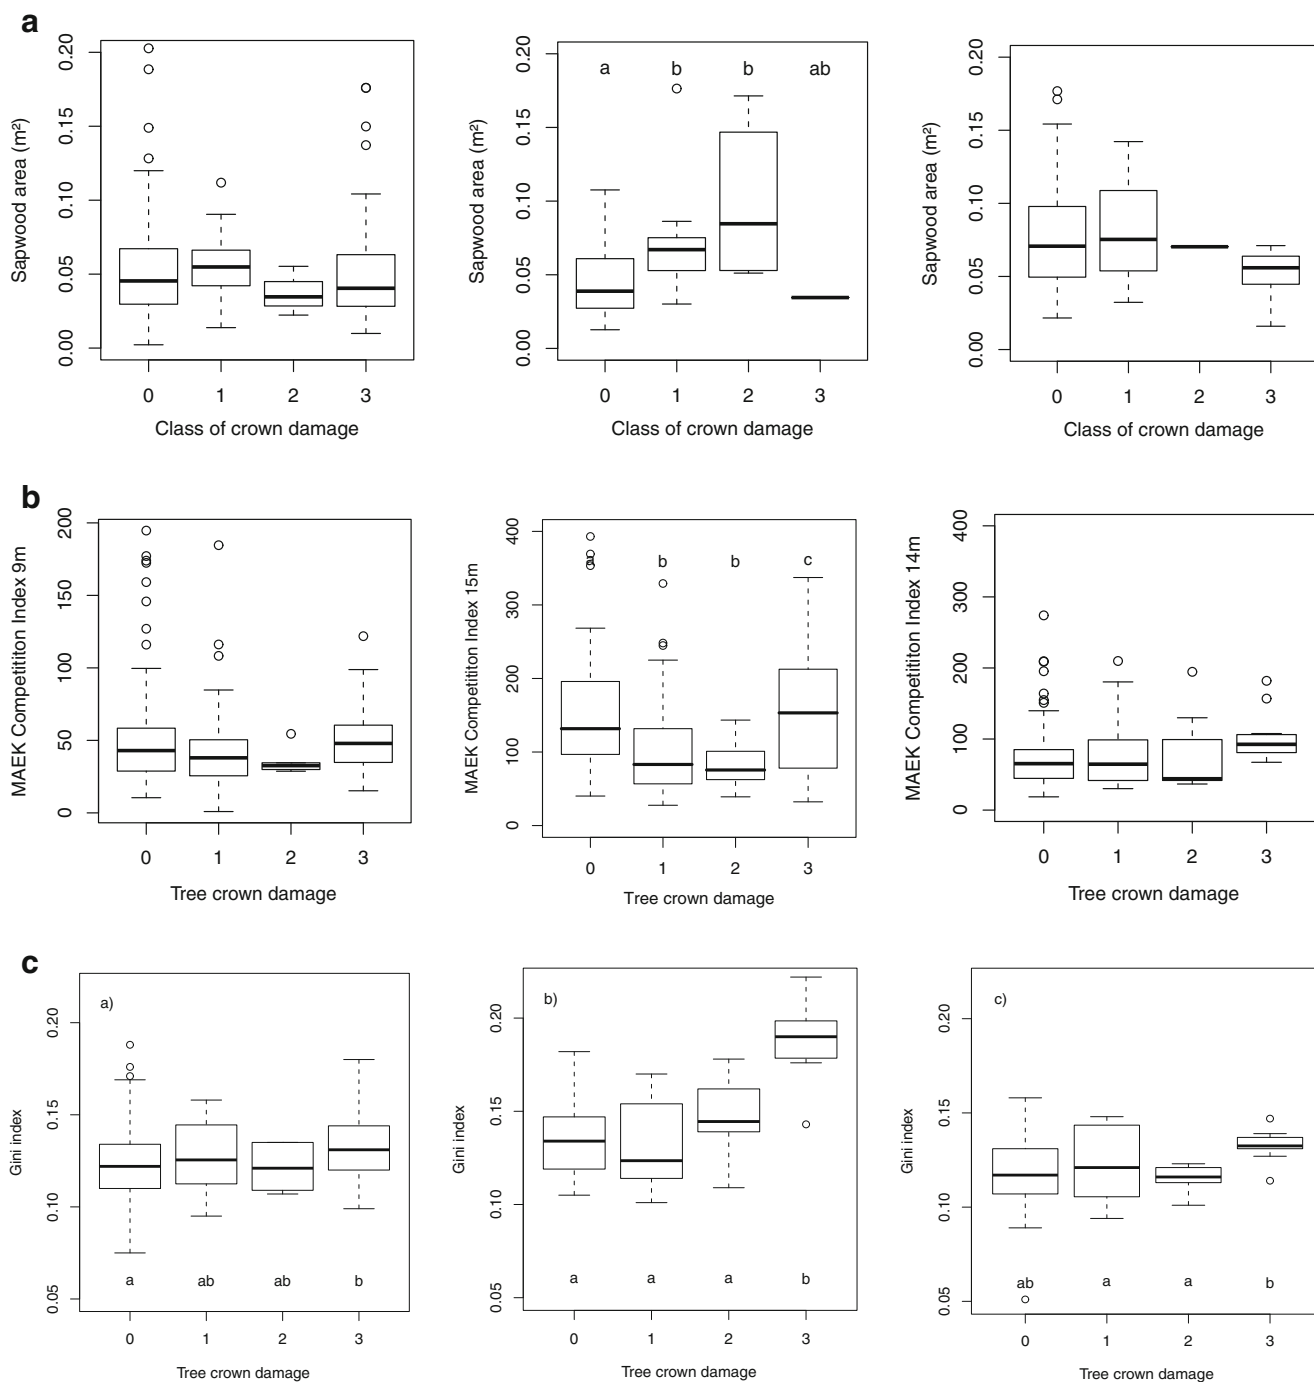 a
Sapwood area (m²)
0.00 0.05 0.10 0.15 0.20
0 1 2 3
Class of crown damage
Sapwood area (m²)
0.00 0.05 0.10 0.15 0.20
a b b ab
0 1 2 3
Class of crown damage
Sapwood area (m²)
0.00 0.05 0.10 0.15 0.20
0 1 2 3
Class of crown damage
b
MAEK Competititon Index 9m
0 50 100 150 200
0 1 2 3
Tree crown damage
MAEK Competititon Index 15m
0 100 200 300 400
a b b c
0 1 2 3
Tree crown damage
MAEK Competititon Index 14m
0 100 200 300 400
0 1 2 3
Tree crown damage
c
a)
Gini index
0.05 0.10 0.15 0.20
a ab ab b
0 1 2 3
Tree crown damage
b)
Gini index
0.05 0.10 0.15 0.20
a a a b
0 1 2 3
Tree crown damage
c)
Gini index
0.05 0.10 0.15 0.20
ab a a b
0 1 2 3
Tree crown damage